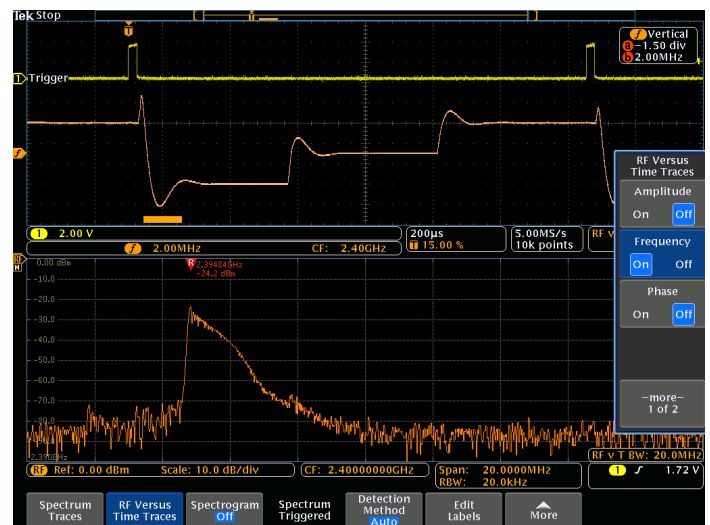 Tek Stop
T
f Vertical
a -1.50 div
b 2.00MHz
1 Trigger
f
RF Versus
Time Traces
Amplitude
On Off
Frequency
On Off
Phase
On Off
-more-
1 of 2
1 2.00 V
f 2.00MHz CF: 2.40GHz
200µs
T 15.00 %
5.00MS/s
10k points
RF v
0.00 dBm
-10.0
-20.0
-30.0
-40.0
-50.0
-60.0
-70.0
-80.0
2.390GHz
R
-24.2 dBm
RF v T BW: 20.0MHz
RF Ref: 0.00 dBm Scale: 10.0 dB/div
CF: 2.40000000GHz
Span: 20.0000MHz
RBW: 20.0kHz
1 1.72 V
Spectrum
Traces
RF Versus
Time Traces
Spectrogram
Off
Spectrum
Triggered
Detection
Method
Auto
Edit
Labels
More